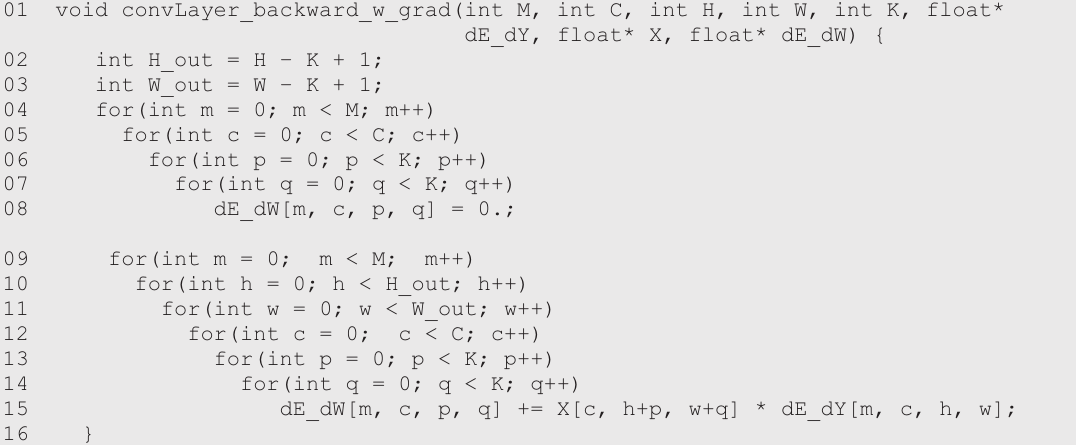 01 void convLayer_backward_w_grad(int M, int C, int H, int W, int K, float*
dE_dY, float* X, float* dE_dW) {
02 int H_out = H – K + 1;
03 int W_out = W – K + 1;
04 for(int m = 0; m < M; m++)
05 for(int c = 0; c < C; c++)
06 for(int p = 0; p < K; p++)
07 for(int q = 0; q < K; q++)
08 dE_dW[m, c, p, q] = 0.;
09 for(int m = 0; m < M; m++)
10 for(int h = 0; h < H_out; h++)
11 for(int w = 0; w < W_out; w++)
12 for(int c = 0; c < C; c++)
13 for(int p = 0; p < K; p++)
14 for(int q = 0; q < K; q++)
15 dE_dW[m, c, p, q] += X[c, h+p, w+q] * dE_dY[m, c, h, w];
16 }